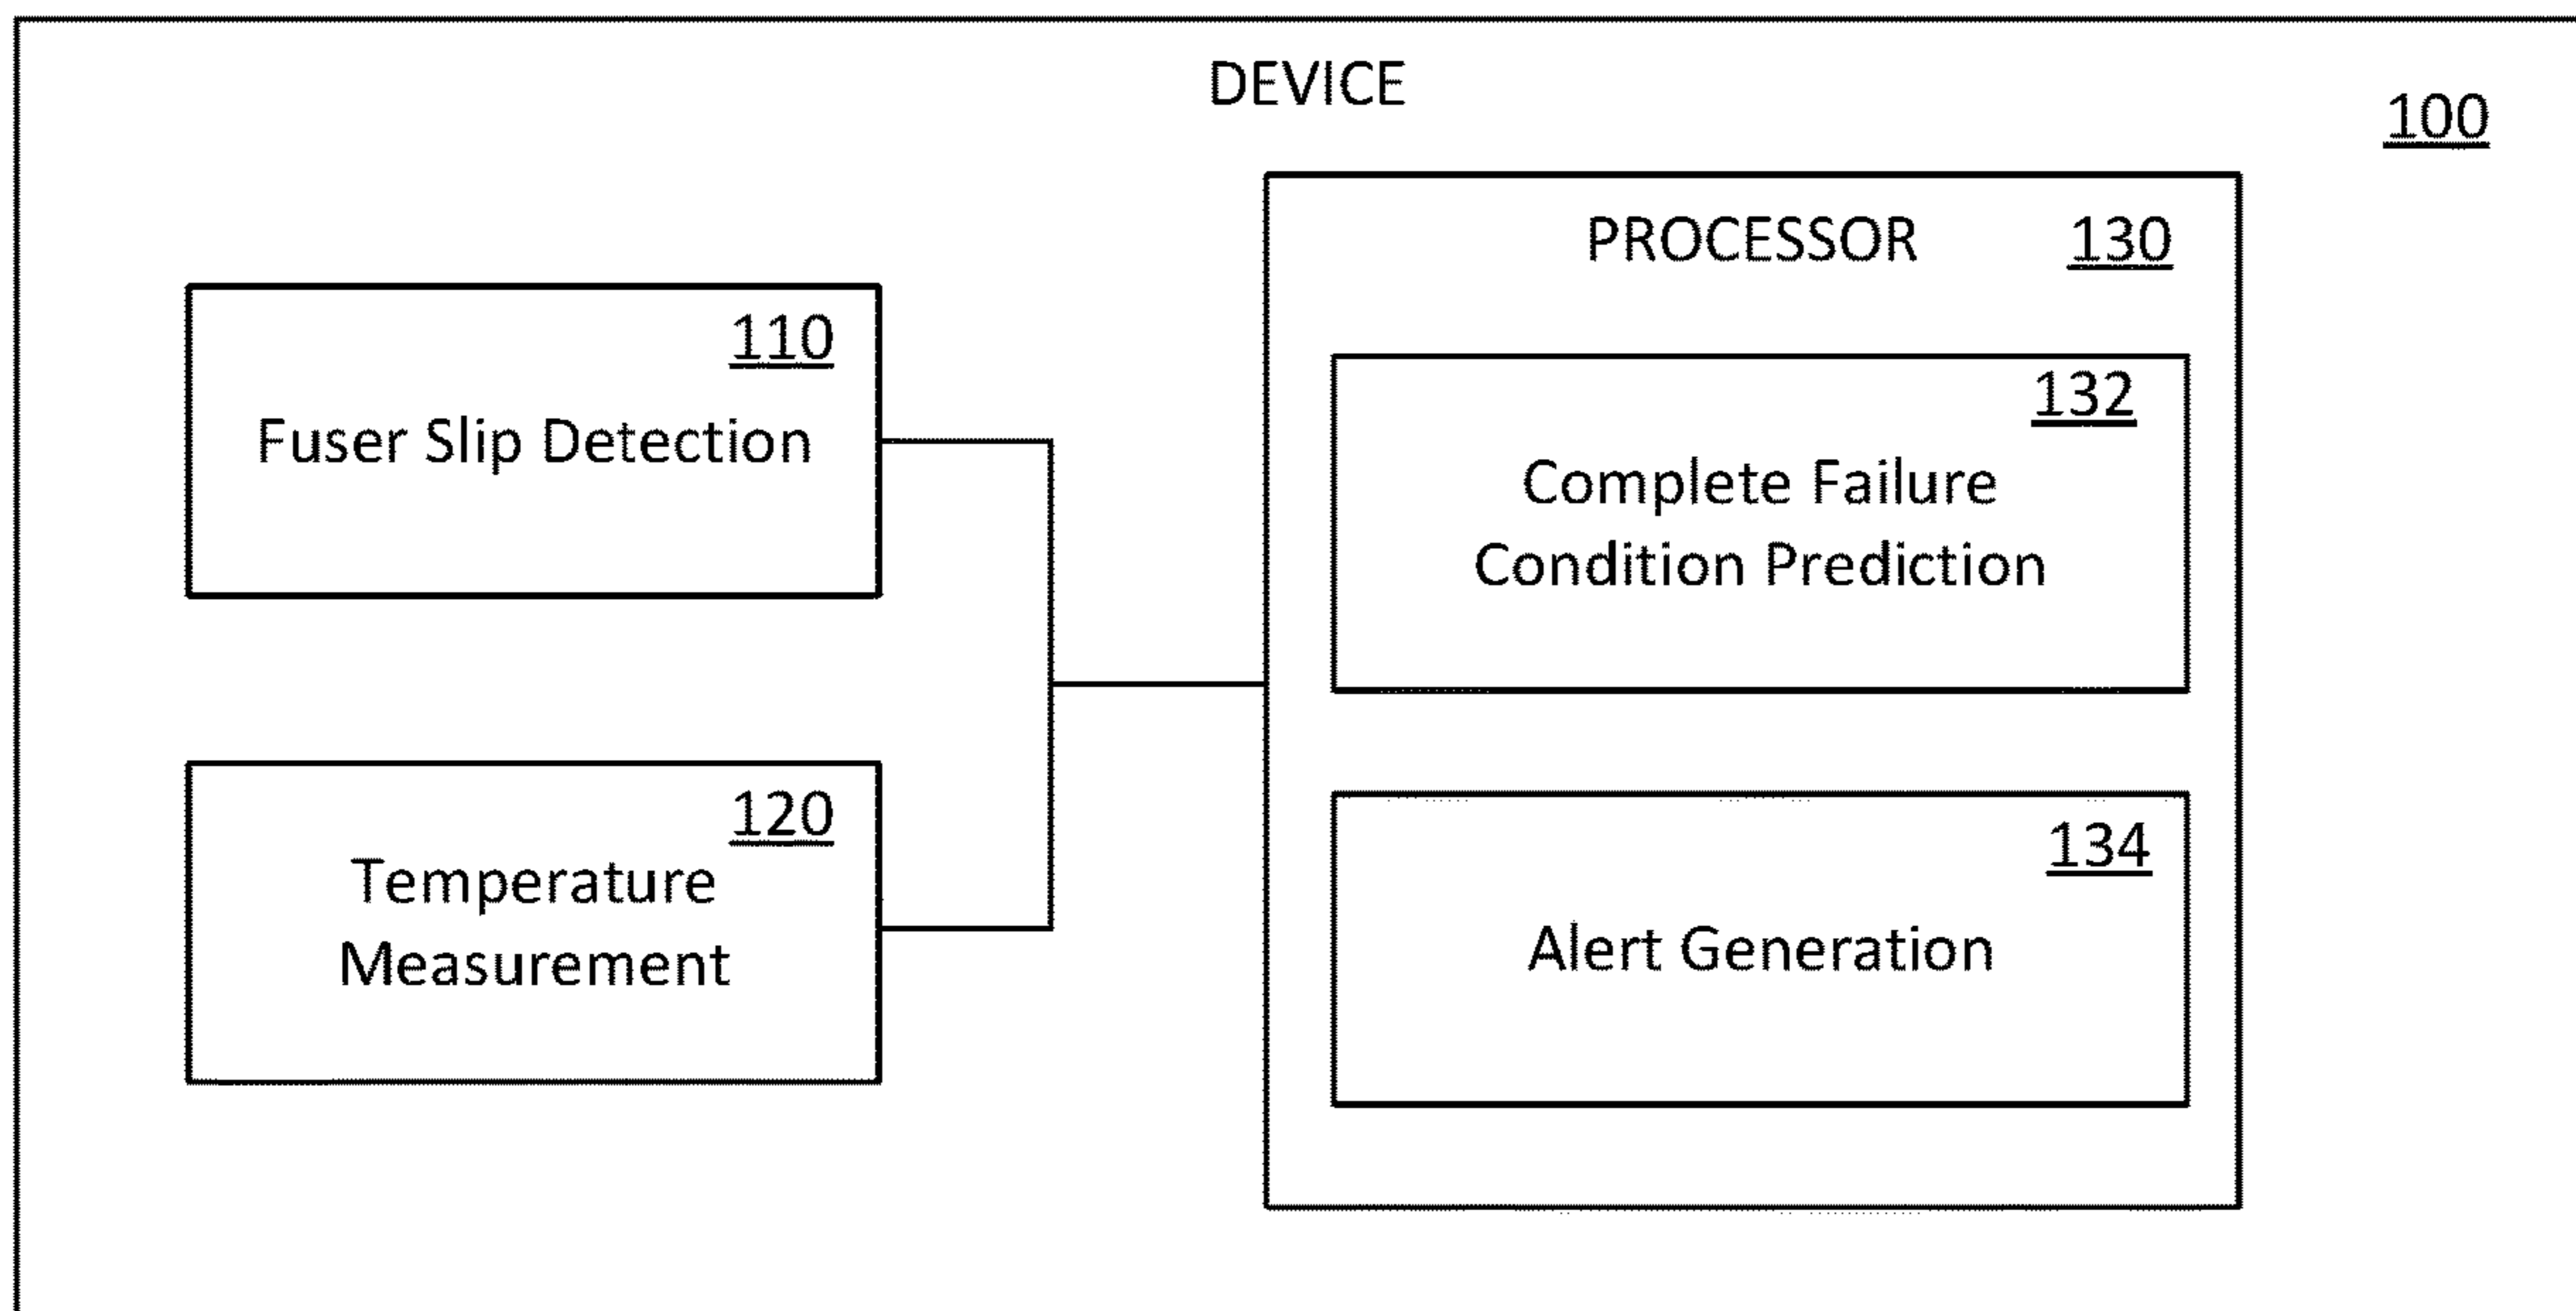 DEVICE
100
PROCESSOR 130
110
Fuser Slip Detection
132
Complete Failure
Condition Prediction
120
Temperature
Measurement
134
Alert Generation